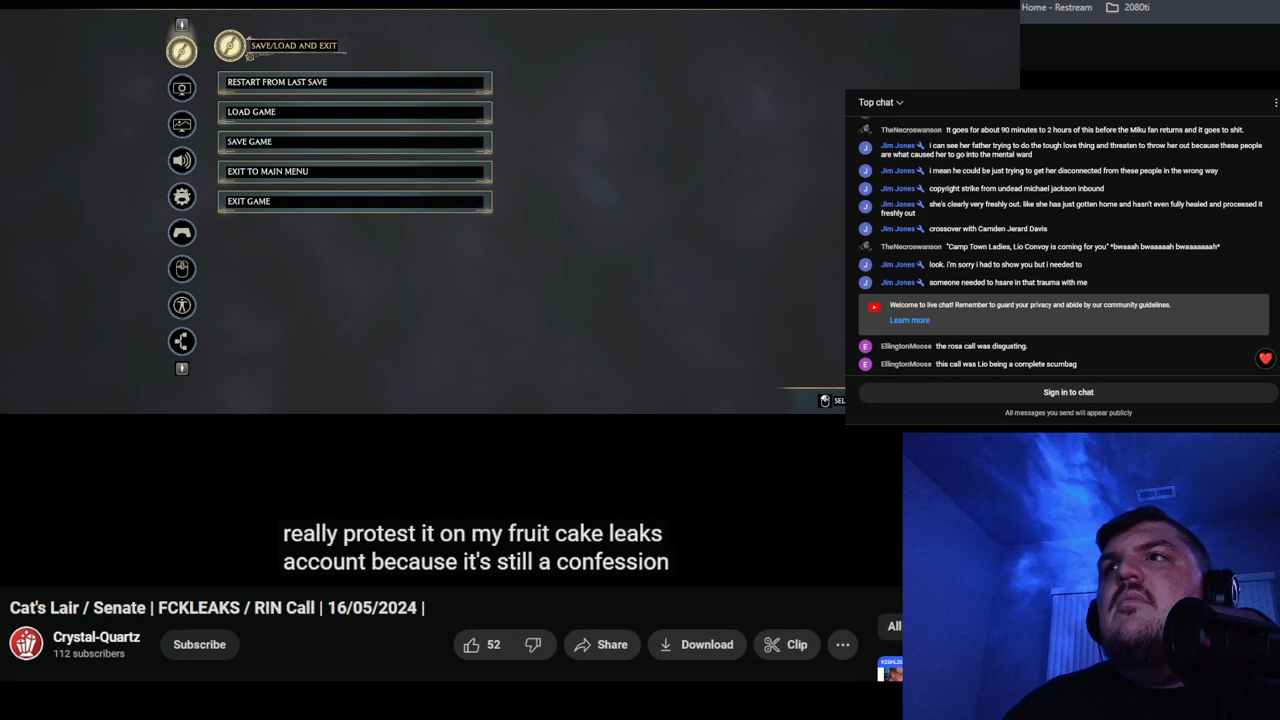 Home - Restream
2080ti
SAVE/LOAD AND EXIT
RESTART FROM LAST SAVE
LOAD GAME
SAVE GAME
EXIT TO MAIN MENU
EXIT GAME
SEL
Top chat
TheNecroswanson It goes for about 90 minutes to 2 hours of this before the Miku fan returns and it goes to shit.
Jim Jones i can see her father trying to do the tough love thing and threaten to throw her out because these people
are what caused her to go into the mental ward
Jim Jones i mean he could be just trying to get her disconnected from these people in the wrong way
Jim Jones copyright strike from undead michael jackson inbound
Jim Jones she's clearly very freshly out. like she has just gotten home and hasn't even fully healed and processed it
freshly out
Jim Jones crossover with Camden Jerard Davis
TheNecroswanson "Camp Town Ladies, Lio Convoy is coming for you" *bwaaah bwaaaaah bwaaaaaaah*
Jim Jones look. i'm sorry i had to show you but i needed to
Jim Jones someone needed to hsare in that trauma with me
Welcome to live chat! Remember to guard your privacy and abide by our community guidelines.
Learn more
EllingtonMoose the rosa call was disgusting.
EllingtonMoose this call was Lio being a complete scumbag
Sign in to chat
All messages you send will appear publicly
really protest it on my fruit cake leaks
account because it's still a confession
Cat's Lair / Senate | FCKLEAKS / RIN Call | 16/05/2024 |
Crystal-Quartz
112 subscribers
Subscribe
52
Share
Download
Clip
All